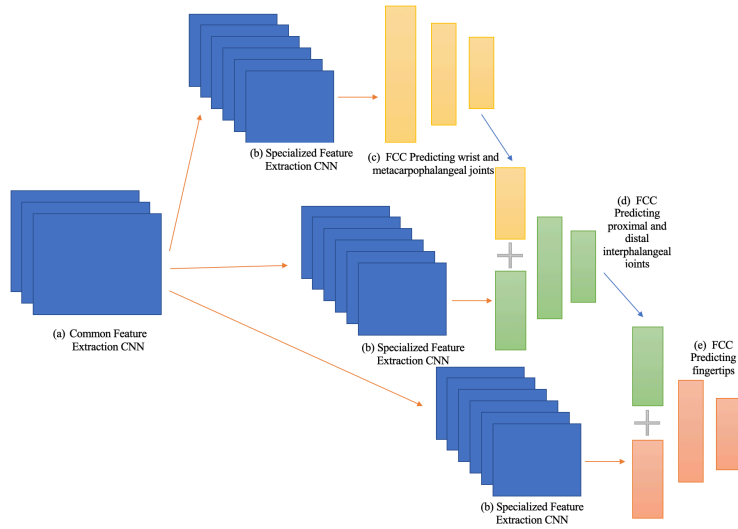 (b) Specialized Feature
Extraction CNN
(c) FCC Predicting wrist and
metacarpophalangeal joints
(d) FCC
Predicting
proximal and
distal
interphalangeal
joints
(a) Common Feature
Extraction CNN
(b) Specialized Feature
Extraction CNN
(e) FCC
Predicting
fingertips
(b) Specialized Feature
Extraction CNN